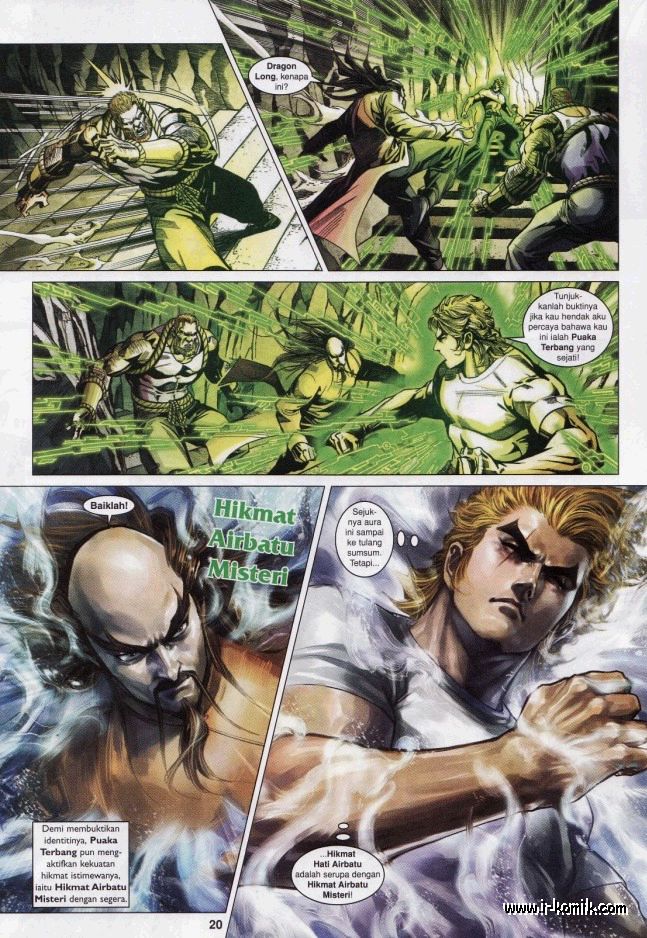 Dragon
Long, kenapa
ini?
Tunjuk-
kanlah buktinya
jika kau hendak aku
percaya bahawa kau
ini ialah Puaka
Terbang yang
sejati!
Baiklah!
Hikmat
Airbatu
Misteri
Sejuk-
nya aura
ini sampai
ke tulang
sumsum.
Tetapi...
Demi membuktikan
identitinya, Puaka
Terbang pun meng-
aktifkan kekuatan
hikmat istimewanya,
iaitu Hikmat Airbatu
Misteri dengan segera.
...Hikmat
Hati Airbatu
adalah serupa dengan
Hikmat Airbatu
Misteri!
20
www.ir-komik.com